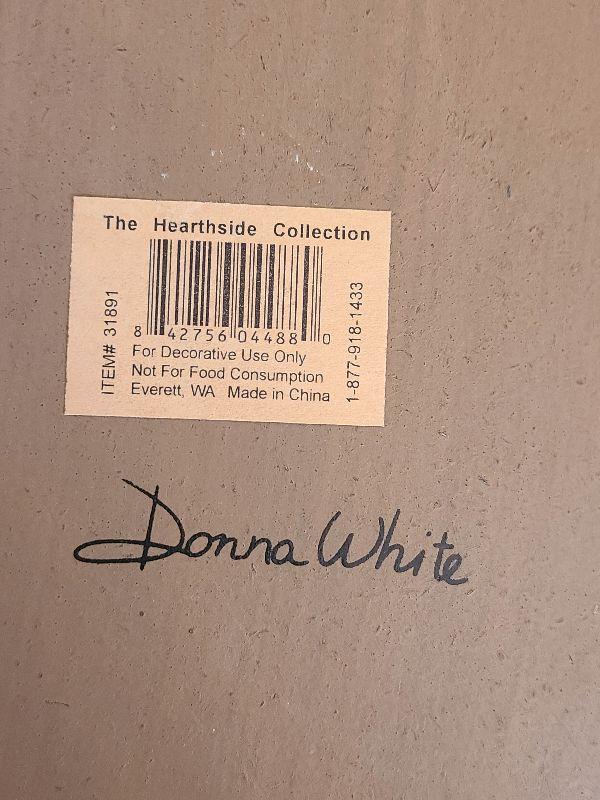 The Hearthside Collection
ITEM# 31891
8 42756 04488 0
1-877-918-1433
For Decorative Use Only
Not For Food Consumption
Everett, WA Made in China
Donna White